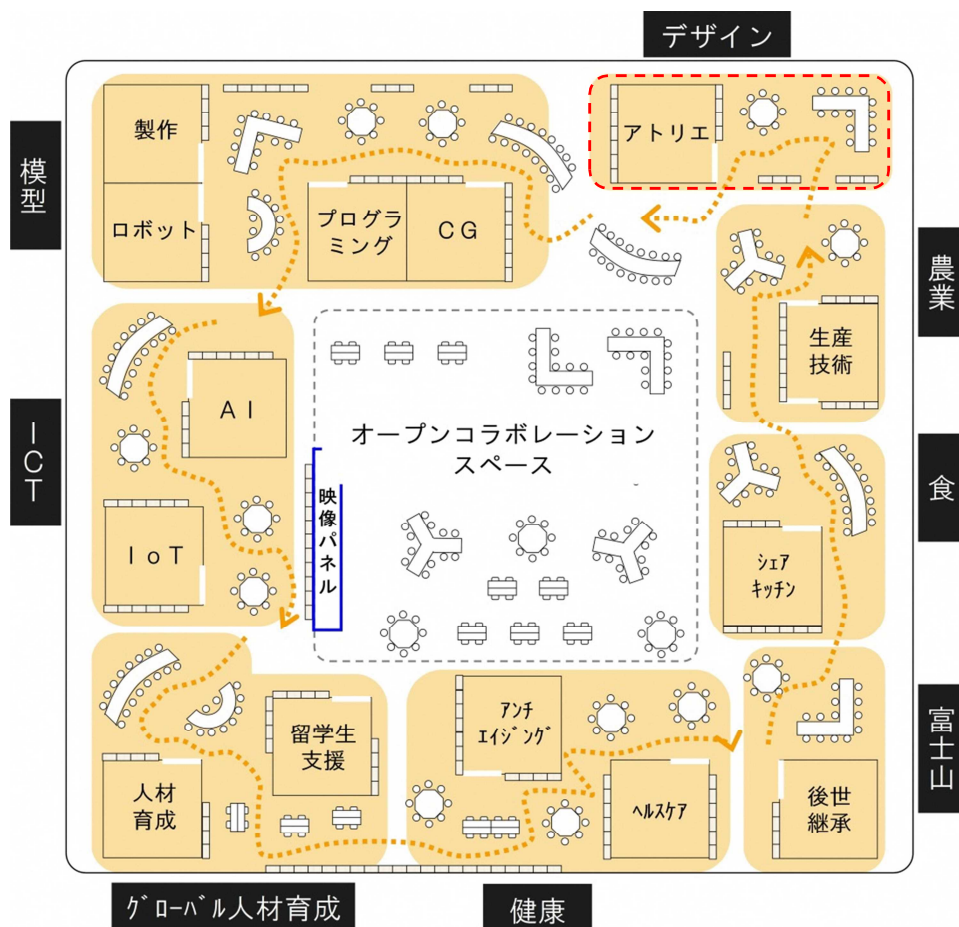 デザイン
模型
製作
ロボット
プログラ
ミング
CG
アトリエ
農業
生産
技術
ICT
AI
IoT
オープンコラボレーション
スペース
映像パネル
食
ｼｪｱ
ｷｯﾁﾝ
富士山
後世
継承
人材
育成
留学生
支援
ｱﾝﾁ
ｴｲｼﾞﾝｸﾞ
ﾍﾙｽｹｱ
ｸﾞﾛｰﾊﾞﾙ人材育成
健康